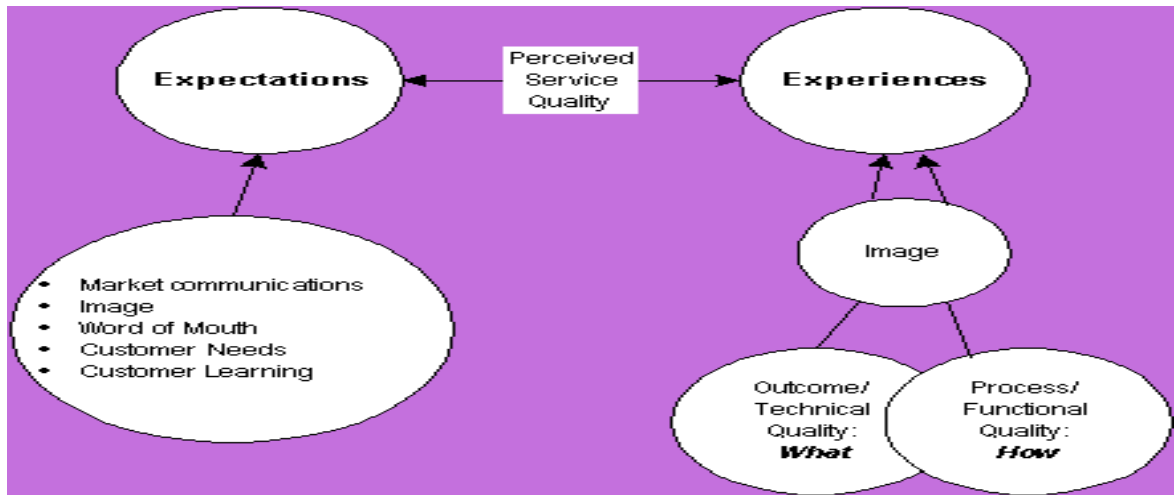 Expectations
Perceived
Service
Quality
Experiences
• Market communications
• Image
• Word of Mouth
• Customer Needs
• Customer Learning
Image
Outcome/
Technical
Quality:
What
Process/
Functional
Quality:
How